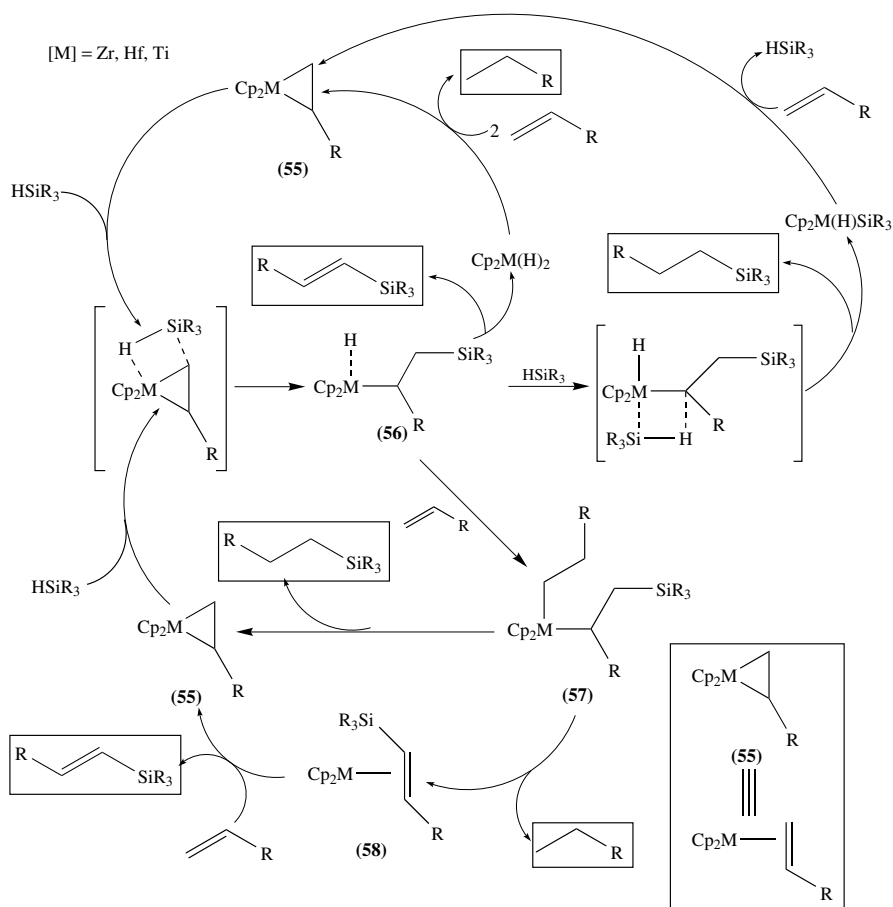 [M] = Zr, Hf, Ti
HSiR3
R
Cp2M
R
2
R
R
(55)
HSiR3
Cp2M(H)SiR3
R
SiR3
Cp2M(H)2
R
SiR3
H
SiR3
Cp2M
R
H
SiR3
Cp2M
R
(56)
HSiR3
H
SiR3
Cp2M
R
R3Si
H
R
R
SiR3
R
HSiR3
Cp2M
R
(55)
SiR3
Cp2M
R
(57)
Cp2M
R
(55)
Cp2M
R
R3Si
Cp2M
R
(58)
R
SiR3
R
R